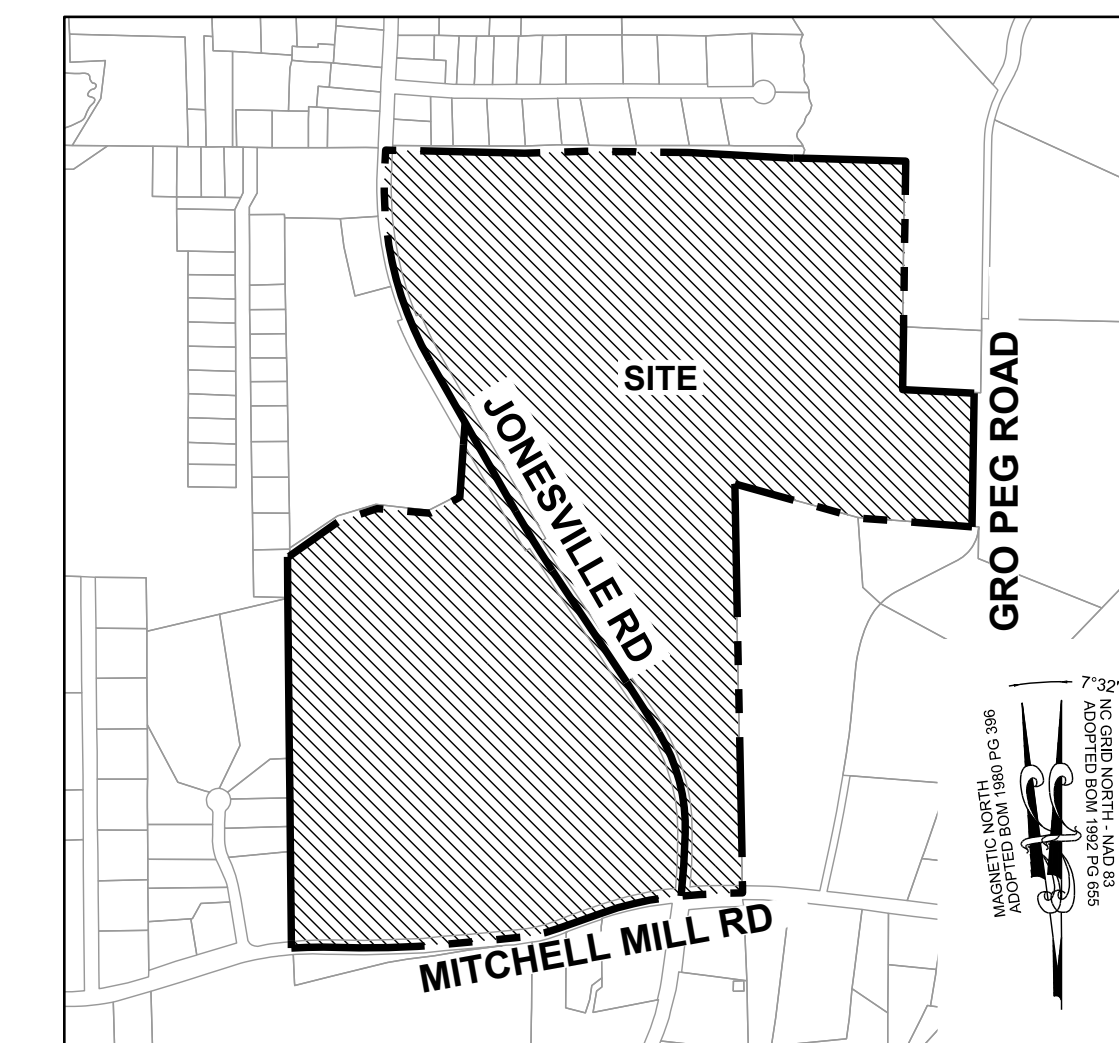 SITE
JONESVILLE RD
GRO PEG ROAD
MITCHELL MILL RD
7°32'
MAGNETIC NORTH
ADOPTED BOM 1980 PG 396
NC GRID NORTH - NAD 83
ADOPTED BOM 1992 PG 655